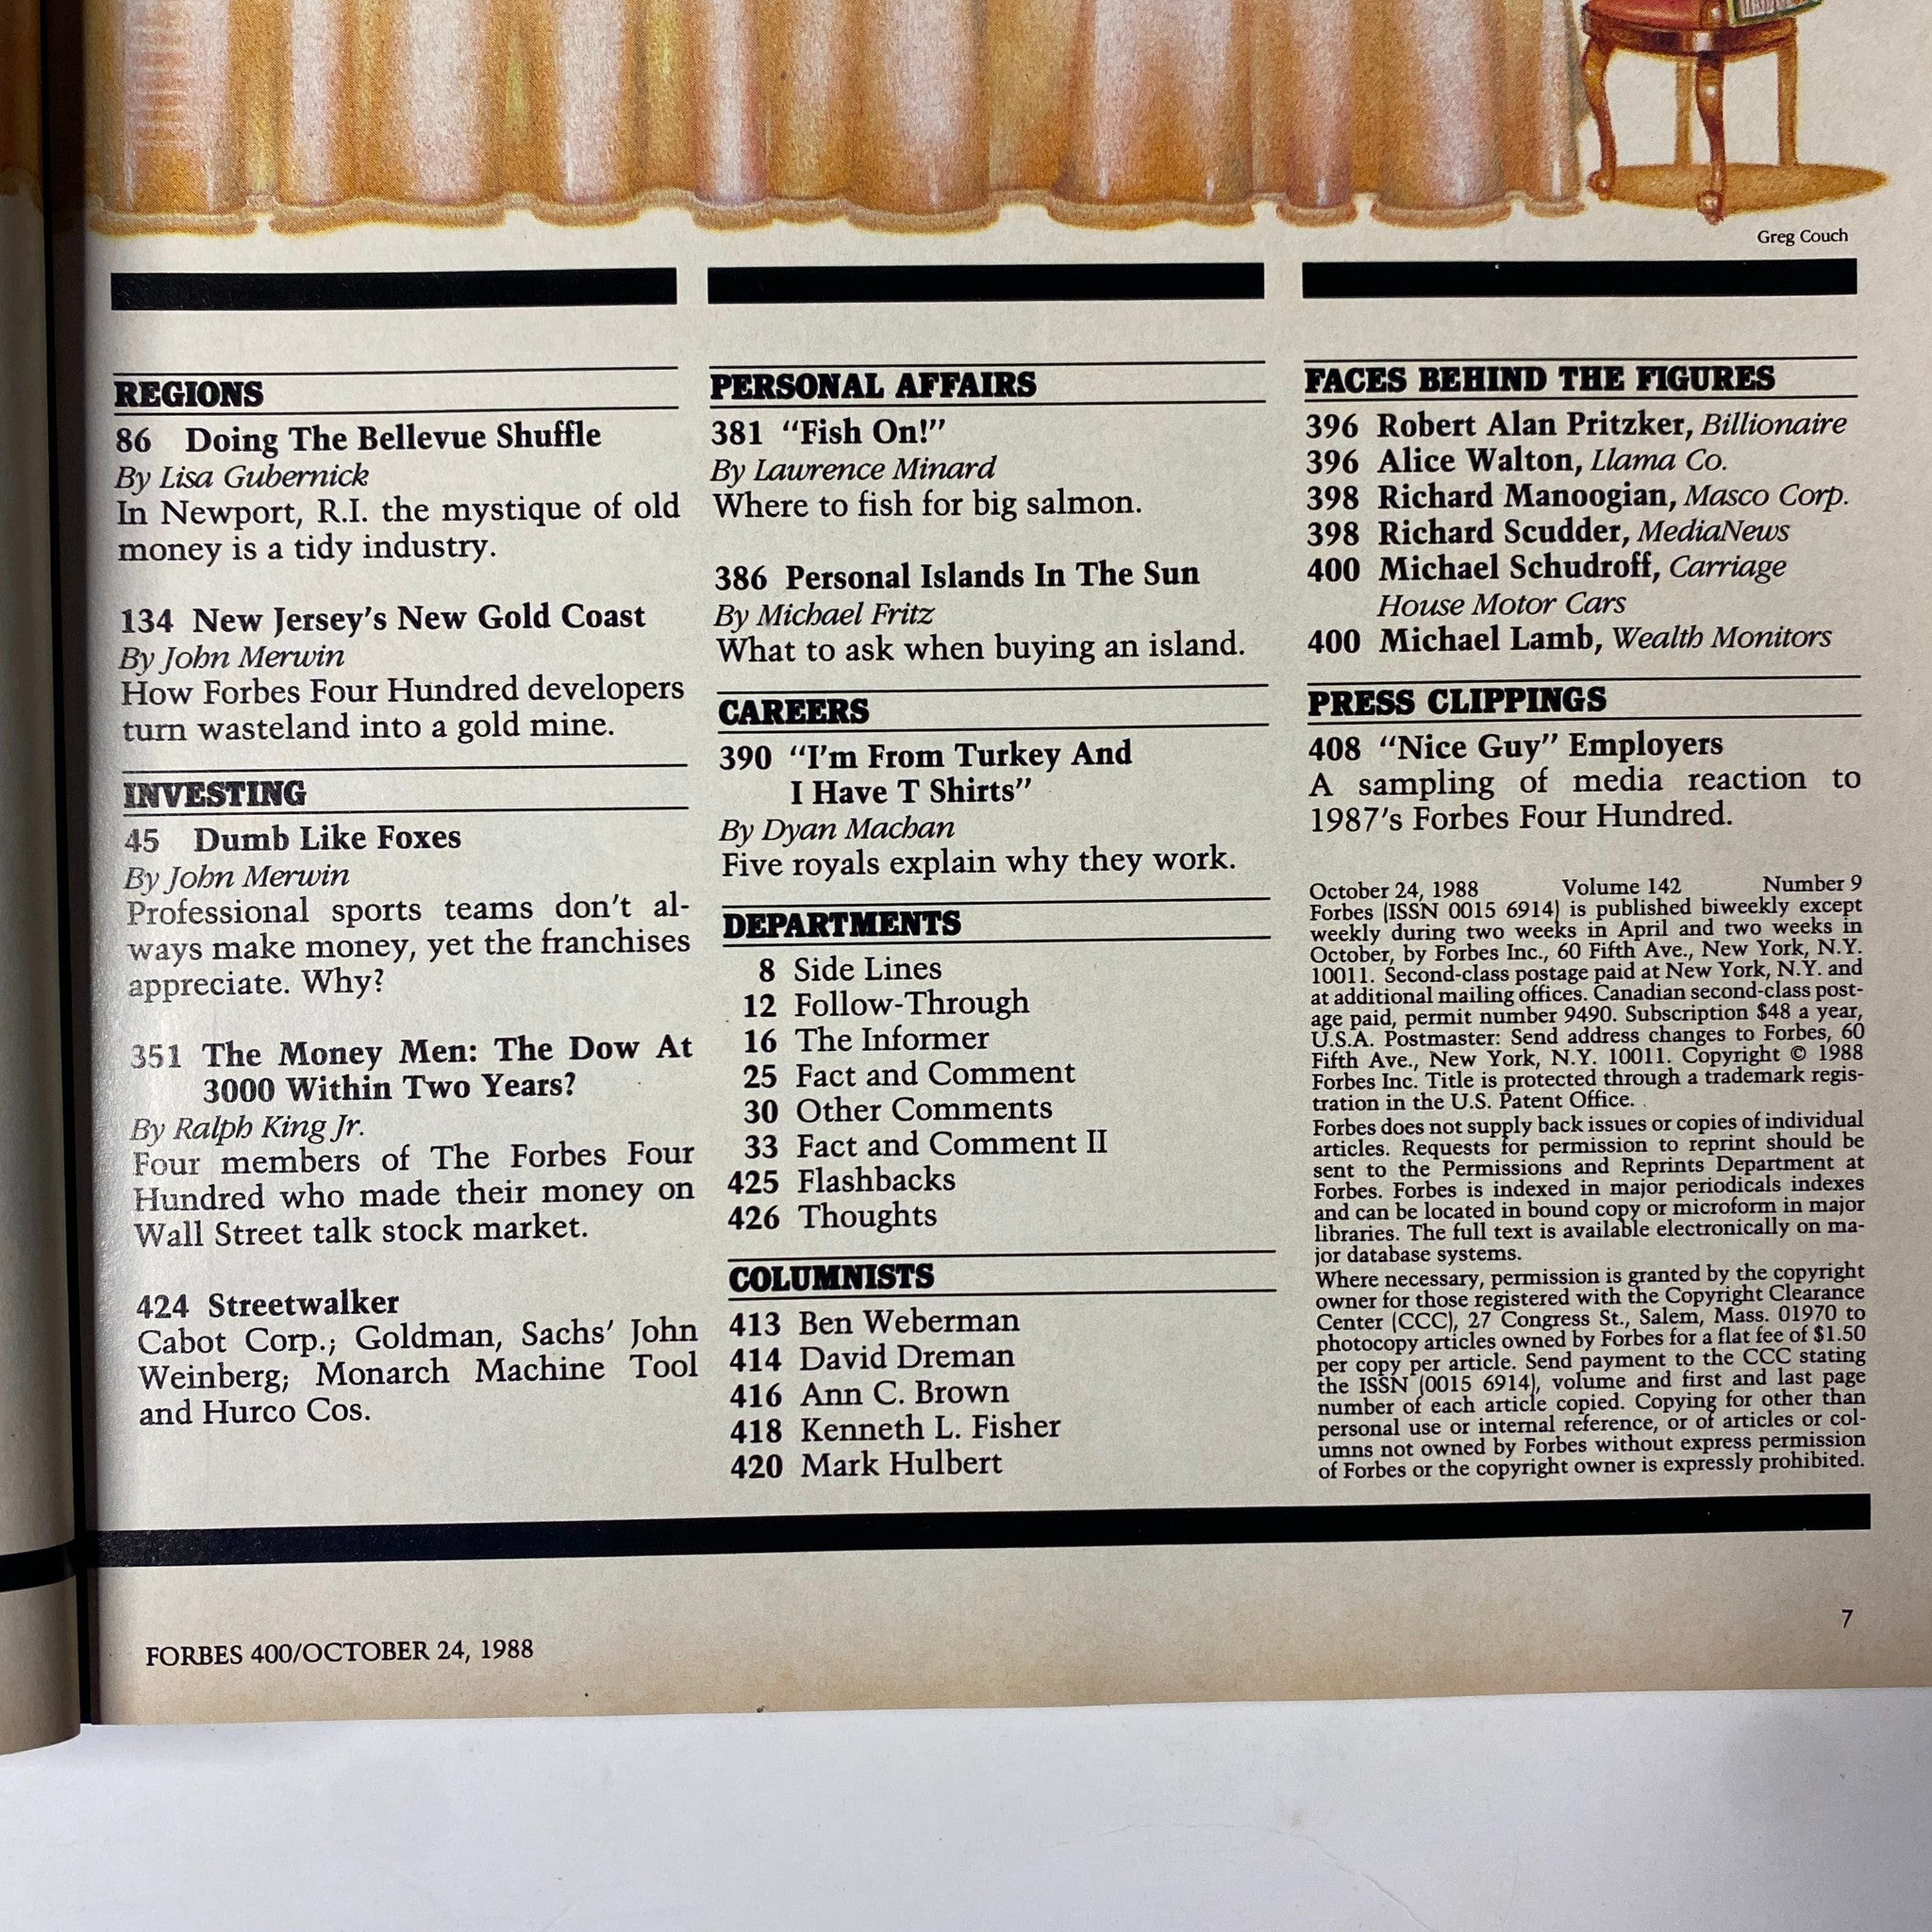 Greg Couch
REGIONS
86 Doing The Bellevue Shuffle
By Lisa Gubernick
In Newport, R.I. the mystique of old
money is a tidy industry.
134 New Jersey's New Gold Coast
By John Merwin
How Forbes Four Hundred developers
turn wasteland into a gold mine.
INVESTING
45 Dumb Like Foxes
By John Merwin
Professional sports teams don't al-
ways make money, yet the franchises
appreciate. Why?
351 The Money Men: The Dow At
3000 Within Two Years?
By Ralph King Jr.
Four members of The Forbes Four
Hundred who made their money on
Wall Street talk stock market.
424 Streetwalker
Cabot Corp.; Goldman, Sachs' John
Weinberg; Monarch Machine Tool
and Hurco Cos.
PERSONAL AFFAIRS
381 "Fish On!"
By Lawrence Minard
Where to fish for big salmon.
386 Personal Islands In The Sun
By Michael Fritz
What to ask when buying an island.
CAREERS
390 "I'm From Turkey And
I Have T Shirts"
By Dyan Machan
Five royals explain why they work.
DEPARTMENTS
8 Side Lines
12 Follow-Through
16 The Informer
25 Fact and Comment
30 Other Comments
33 Fact and Comment II
425 Flashbacks
426 Thoughts
COLUMNISTS
413 Ben Weberman
414 David Dreman
416 Ann C. Brown
418 Kenneth L. Fisher
420 Mark Hulbert
FACES BEHIND THE FIGURES
396 Robert Alan Pritzker, Billionaire
396 Alice Walton, Llama Co.
398 Richard Manoogian, Masco Corp.
398 Richard Scudder, MediaNews
400 Michael Schudroff, Carriage
House Motor Cars
400 Michael Lamb, Wealth Monitors
PRESS CLIPPINGS
408 "Nice Guy" Employers
A sampling of media reaction to
1987's Forbes Four Hundred.
October 24, 1988 Volume 142 Number 9
Forbes (ISSN 0015 6914) is published biweekly except
weekly during two weeks in April and two weeks in
October, by Forbes Inc., 60 Fifth Ave., New York, N.Y.
10011. Second-class postage paid at New York, N.Y. and
at additional mailing offices. Canadian second-class post-
age paid, permit number 9490. Subscription $48 a year,
U.S.A. Postmaster: Send address changes to Forbes, 60
Fifth Ave., New York, N.Y. 10011. Copyright © 1988
Forbes Inc. Title is protected through a trademark regis-
tration in the U.S. Patent Office.
Forbes does not supply back issues or copies of individual
articles. Requests for permission to reprint should be
sent to the Permissions and Reprints Department at
Forbes. Forbes is indexed in major periodicals indexes
and can be located in bound copy or microform in major
libraries. The full text is available electronically on ma-
jor database systems.
Where necessary, permission is granted by the copyright
owner for those registered with the Copyright Clearance
Center (CCC), 27 Congress St., Salem, Mass. 01970 to
photocopy articles owned by Forbes for a flat fee of $1.50
per copy per article. Send payment to the CCC stating
the ISSN (0015 6914), volume and first and last page
number of each article copied. Copying for other than
personal use or internal reference, or of articles or col-
umns not owned by Forbes without express permission
of Forbes or the copyright owner is expressly prohibited.
FORBES 400/OCTOBER 24, 1988
7